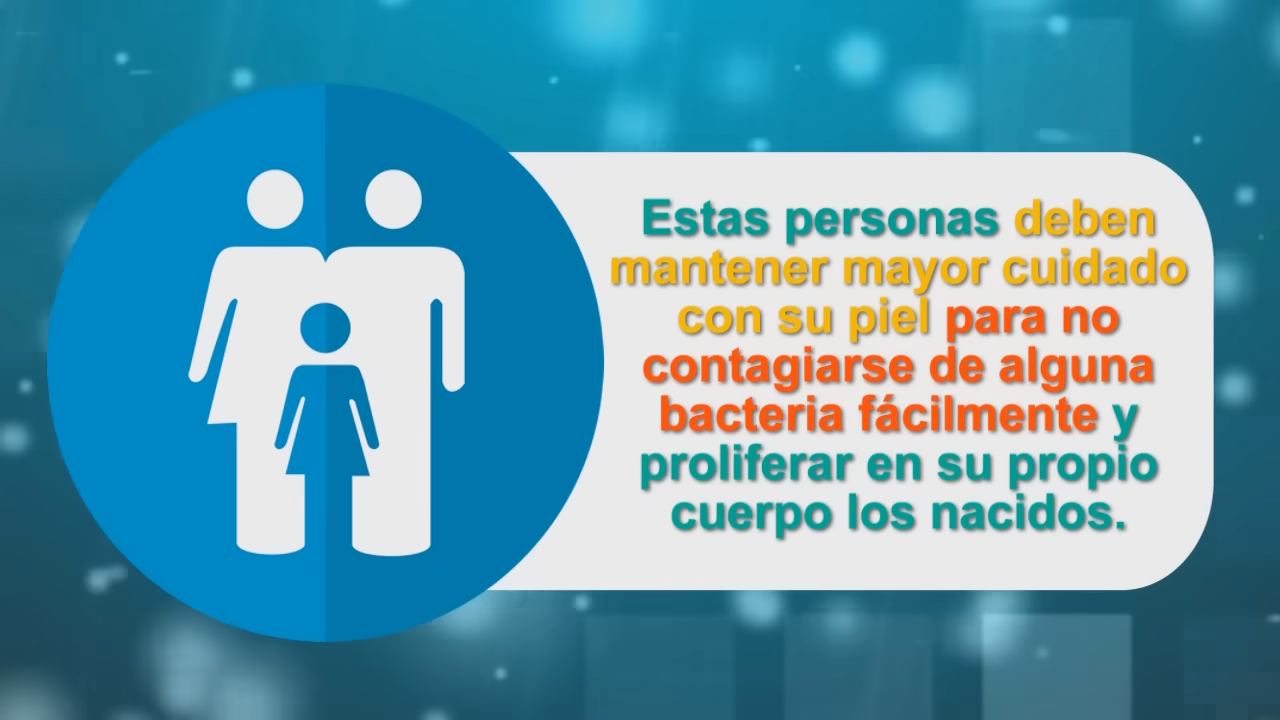 Estas personas deben
mantener mayor cuidado
con su piel para no
contagiarse de alguna
bacteria fácilmente y
proliferar en su propio
cuerpo los nacidos.